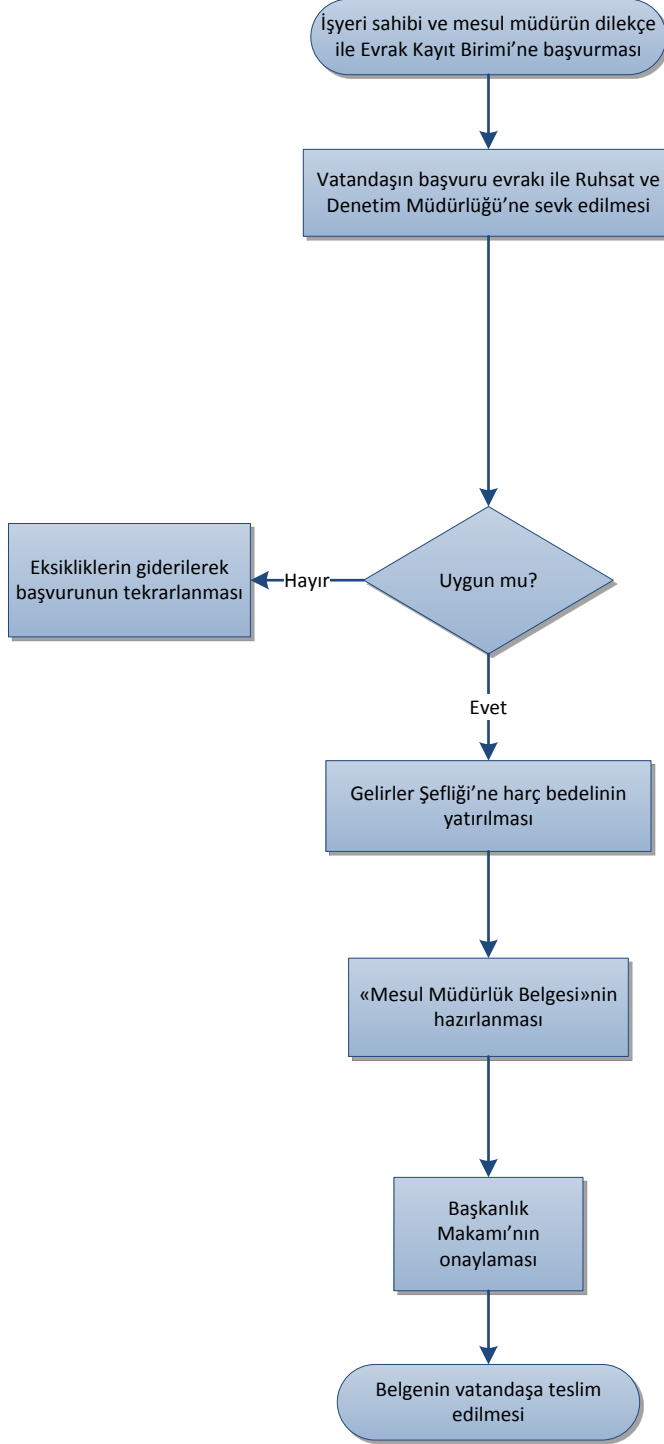 İşyeri sahibi ve mesul müdürün dilekçe
ile Evrak Kayıt Birimi’ne başvurması
Vatandaşın başvuru evrakı ile Ruhsat ve
Denetim Müdürlüğü’ne sevk edilmesi
Uygun mu?
Hayır
Eksikliklerin giderilerek
başvurunun tekrarlanması
Evet
Gelirler Şefliği’ne harç bedelinin
yatırılması
«Mesul Müdürlük Belgesi»nin
hazırlanması
Başkanlık
Makamı’nın
onaylaması
Belgenin vatandaşa teslim
edilmesi